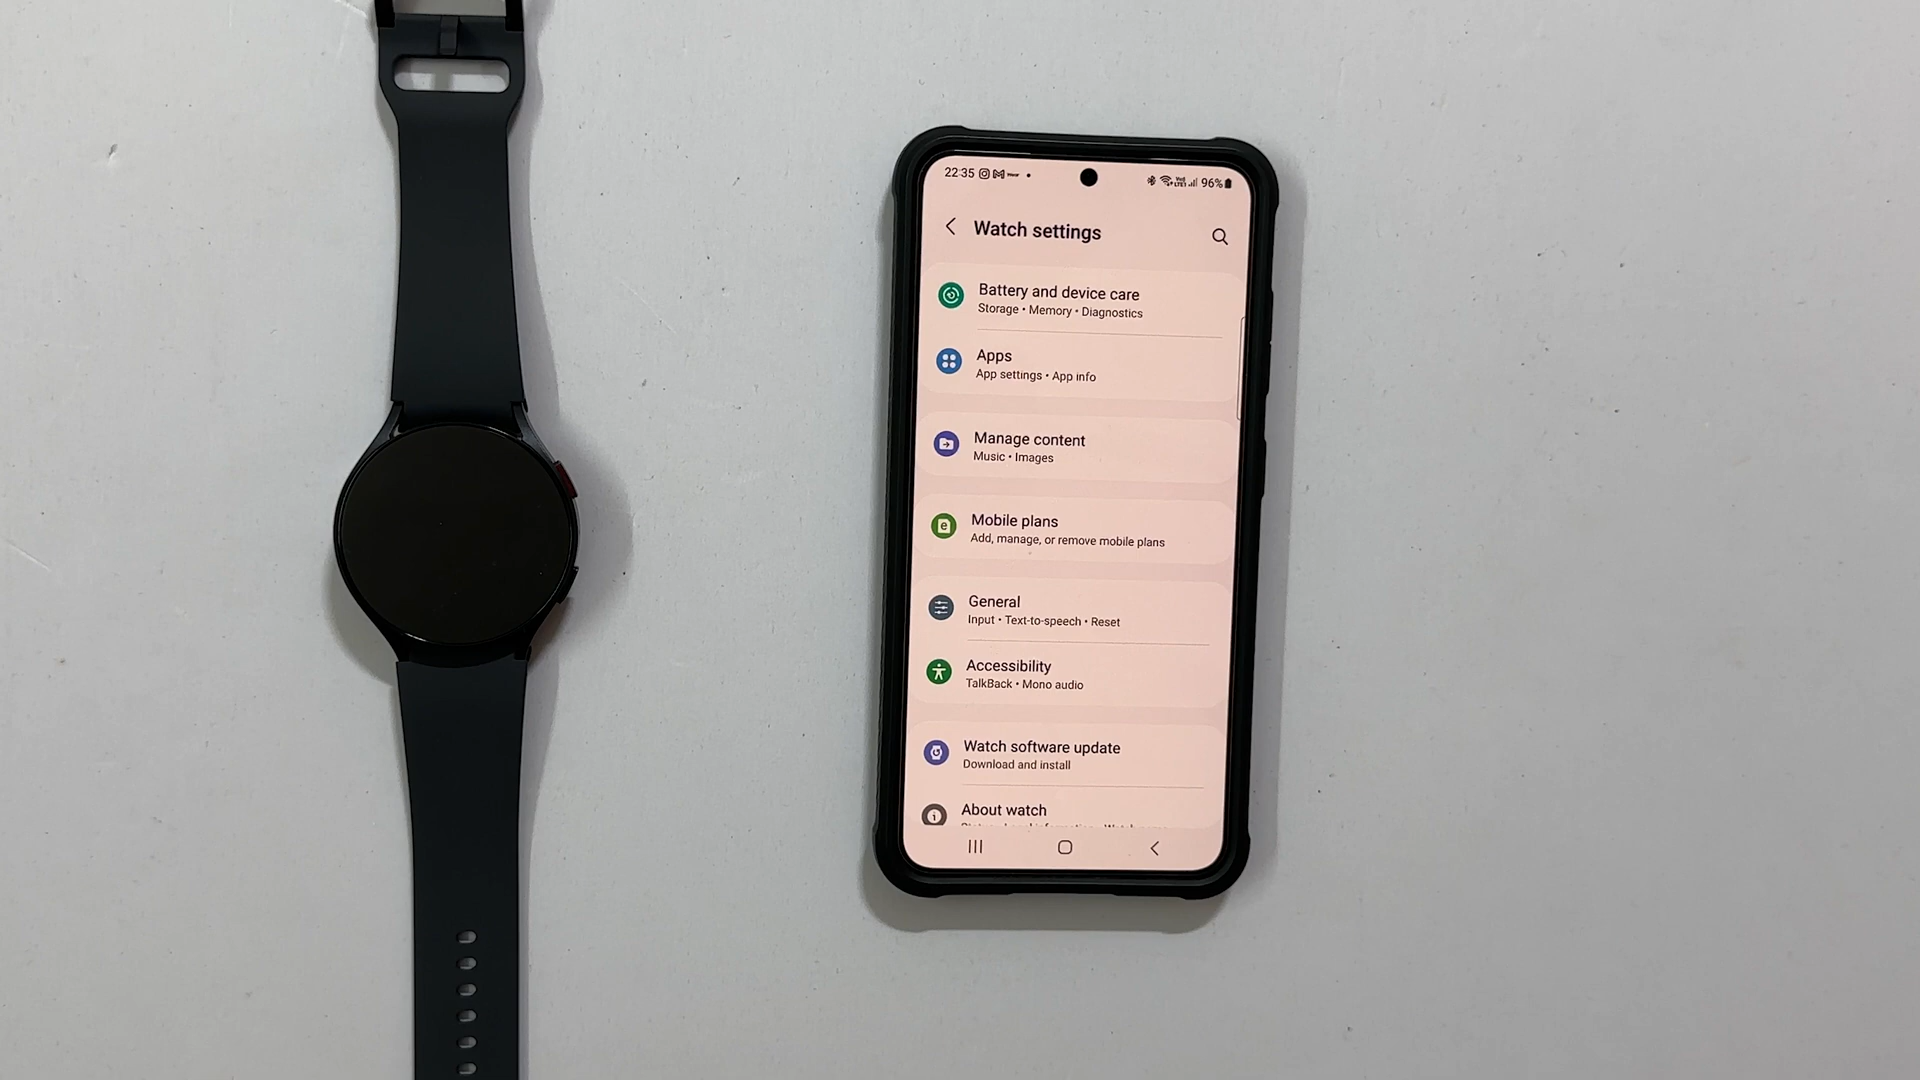 22:35
96%
Watch settings
Battery and device care
Storage • Memory • Diagnostics
Apps
App settings • App info
Manage content
Music • Images
Mobile plans
Add, manage, or remove mobile plans
General
Input • Text-to-speech • Reset
Accessibility
TalkBack • Mono audio
Watch software update
Download and install
About watch